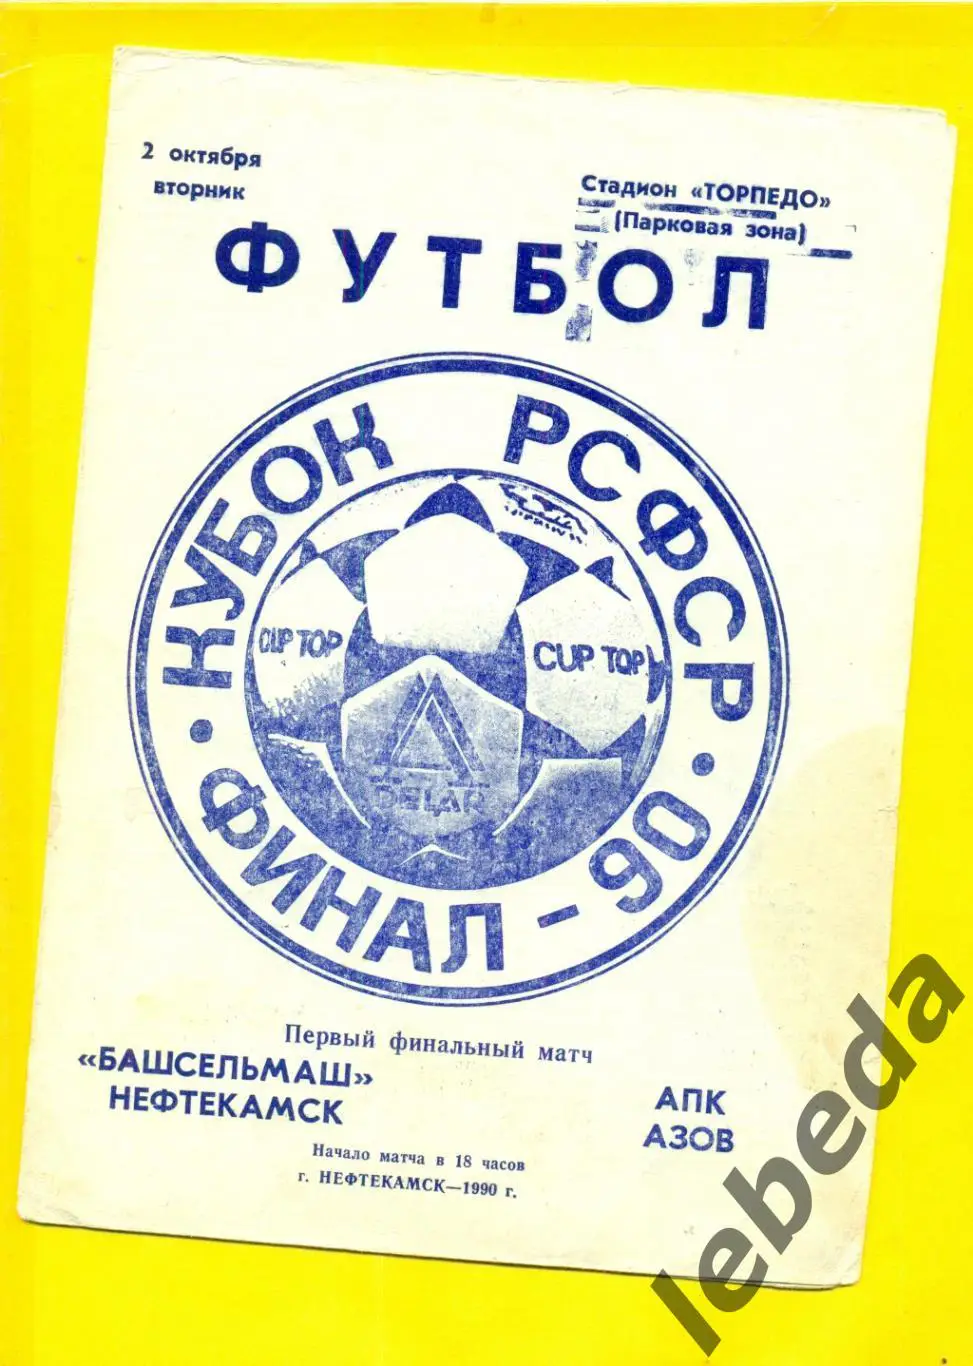 2 октября
вторник
Стадион «ТОРПЕДО»
(Парковая зона)
ФУТБОЛ
КУБОК РСФСР
• ФИНАЛ – 90 •
CUP TOP
CUP TOP
DELAR
Первый финальный матч
«БАШСЕЛЬМАШ»
НЕФТЕКАМСК
АПК
АЗОВ
Начало матча в 18 часов
г. НЕФТЕКАМСК—1990 г.
lebeda